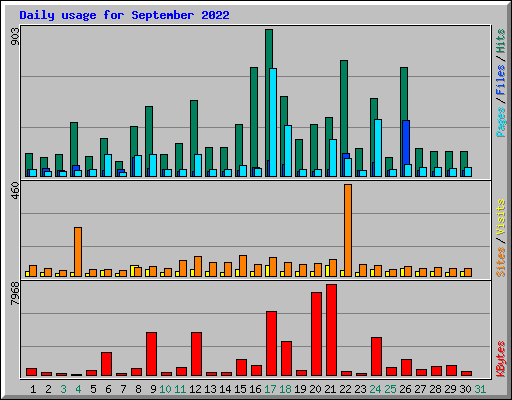 Daily usage for September 2022
903
Pages / Files / Hits
460
Sites / Visits
7968
KBytes
1 2 3 4 5 6 7 8 9 10 11 12 13 14 15 16 17 18 19 20 21 22 23 24 25 26 27 28 29 30 31